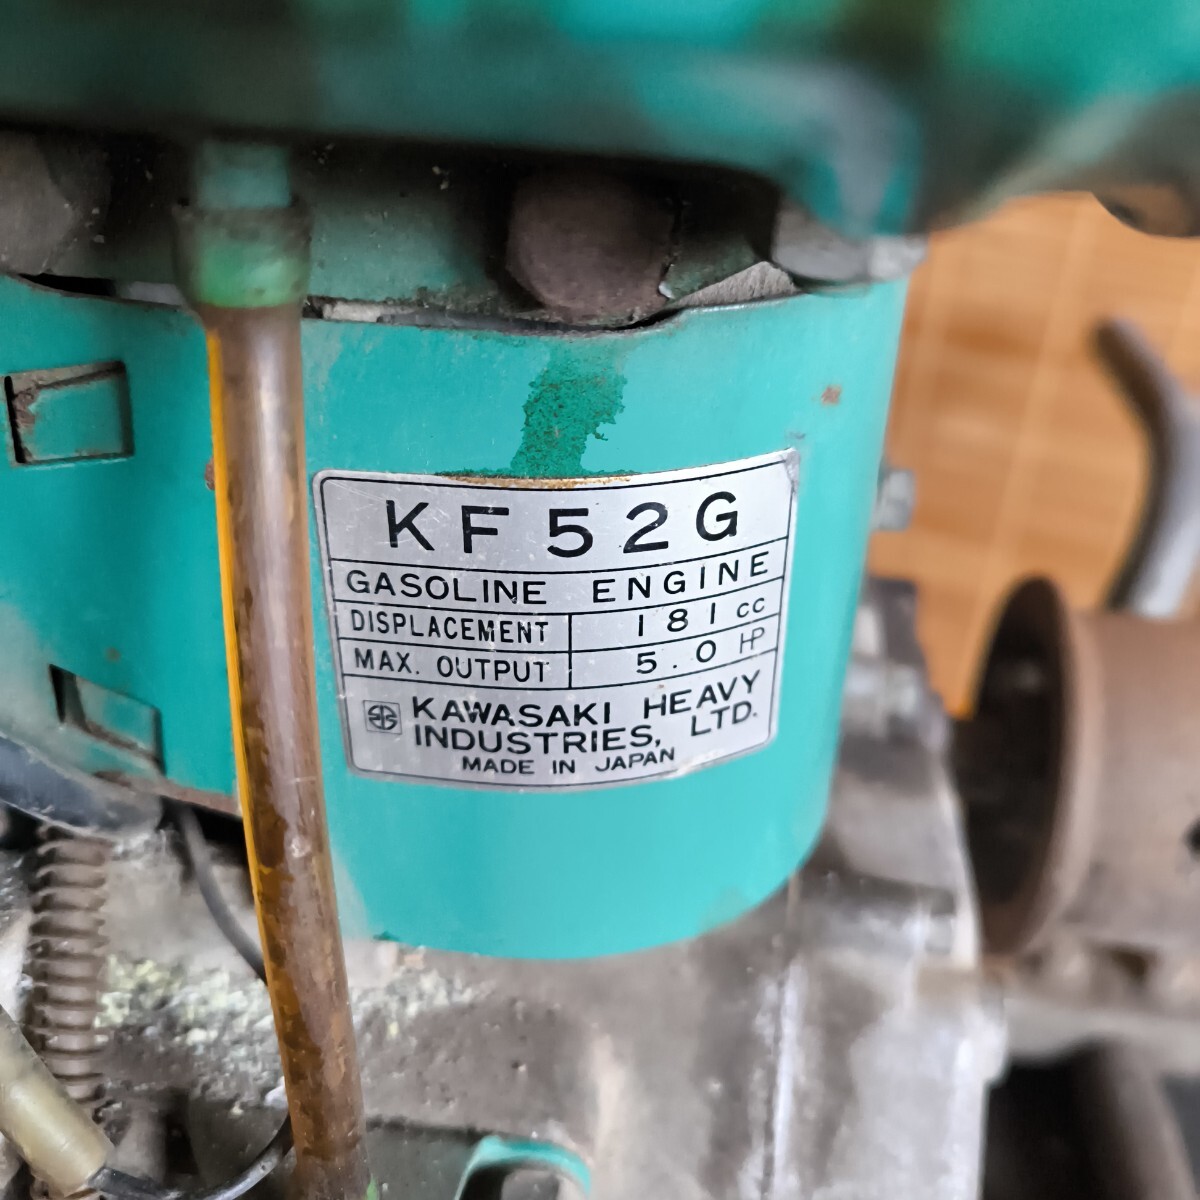 KF52G
GASOLINE ENGINE
DISPLACEMENT 181 cc
MAX. OUTPUT 5.0 HP
KAWASAKI HEAVY
INDUSTRIES, LTD.
MADE IN JAPAN